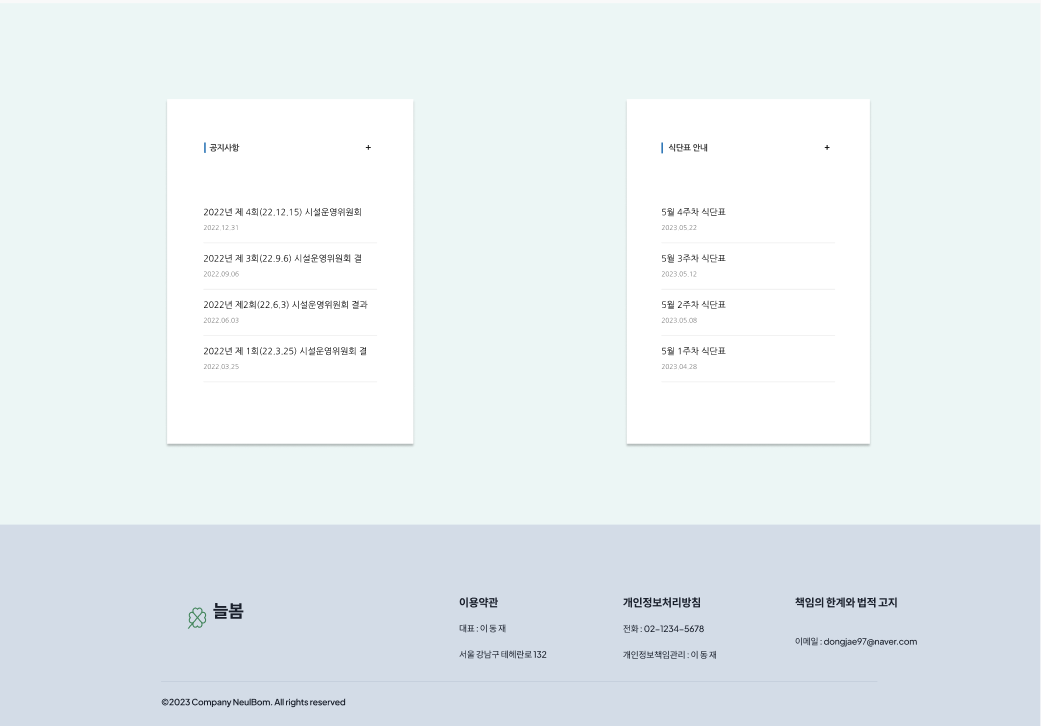 공지사항 +
2022년 제 4회(22.12.15) 시설운영위원회
2022.12.31
2022년 제 3회(22.9.6) 시설운영위원회 결
2022.09.06
2022년 제2회(22.6.3) 시설운영위원회 결과
2022.06.03
2022년 제 1회(22.3.25) 시설운영위원회 결
2022.03.25
식단표 안내 +
5월 4주차 식단표
2023.05.22
5월 3주차 식단표
2023.05.12
5월 2주차 식단표
2023.05.08
5월 1주차 식단표
2023.04.28
늘봄
이용약관
대표 : 이동재
서울 강남구 테헤란로 132
개인정보처리방침
전화 : 02-1234-5678
개인정보책임관리 : 이동재
책임의 한계와 법적 고지
이메일 : dongjae97@naver.com
©2023 Company NeulBom. All rights reserved